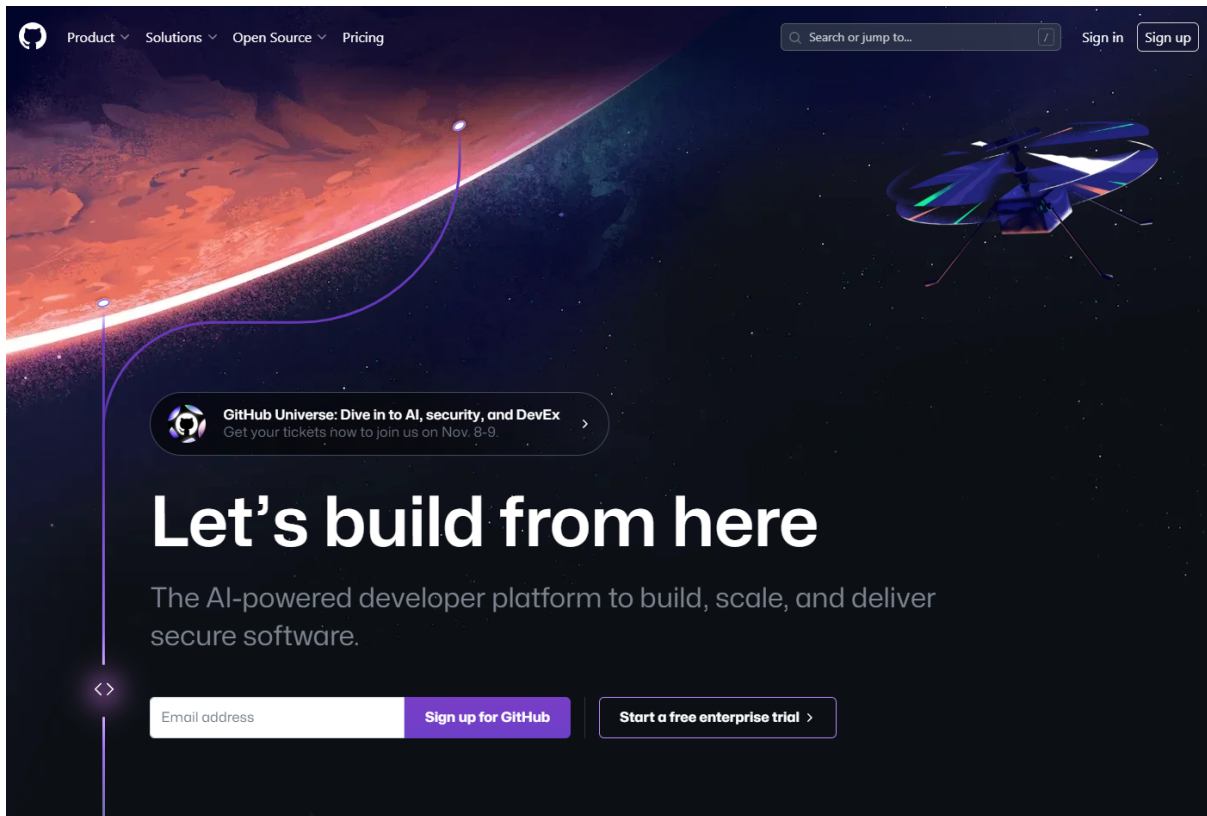 Product
Solutions
Open Source
Pricing
Search or jump to...
/
Sign in
Sign up
GitHub Universe: Dive in to AI, security, and DevEx
Get your tickets now to join us on Nov. 8-9.
Let’s build from here
The AI-powered developer platform to build, scale, and deliver
secure software.
Email address
Sign up for GitHub
Start a free enterprise trial